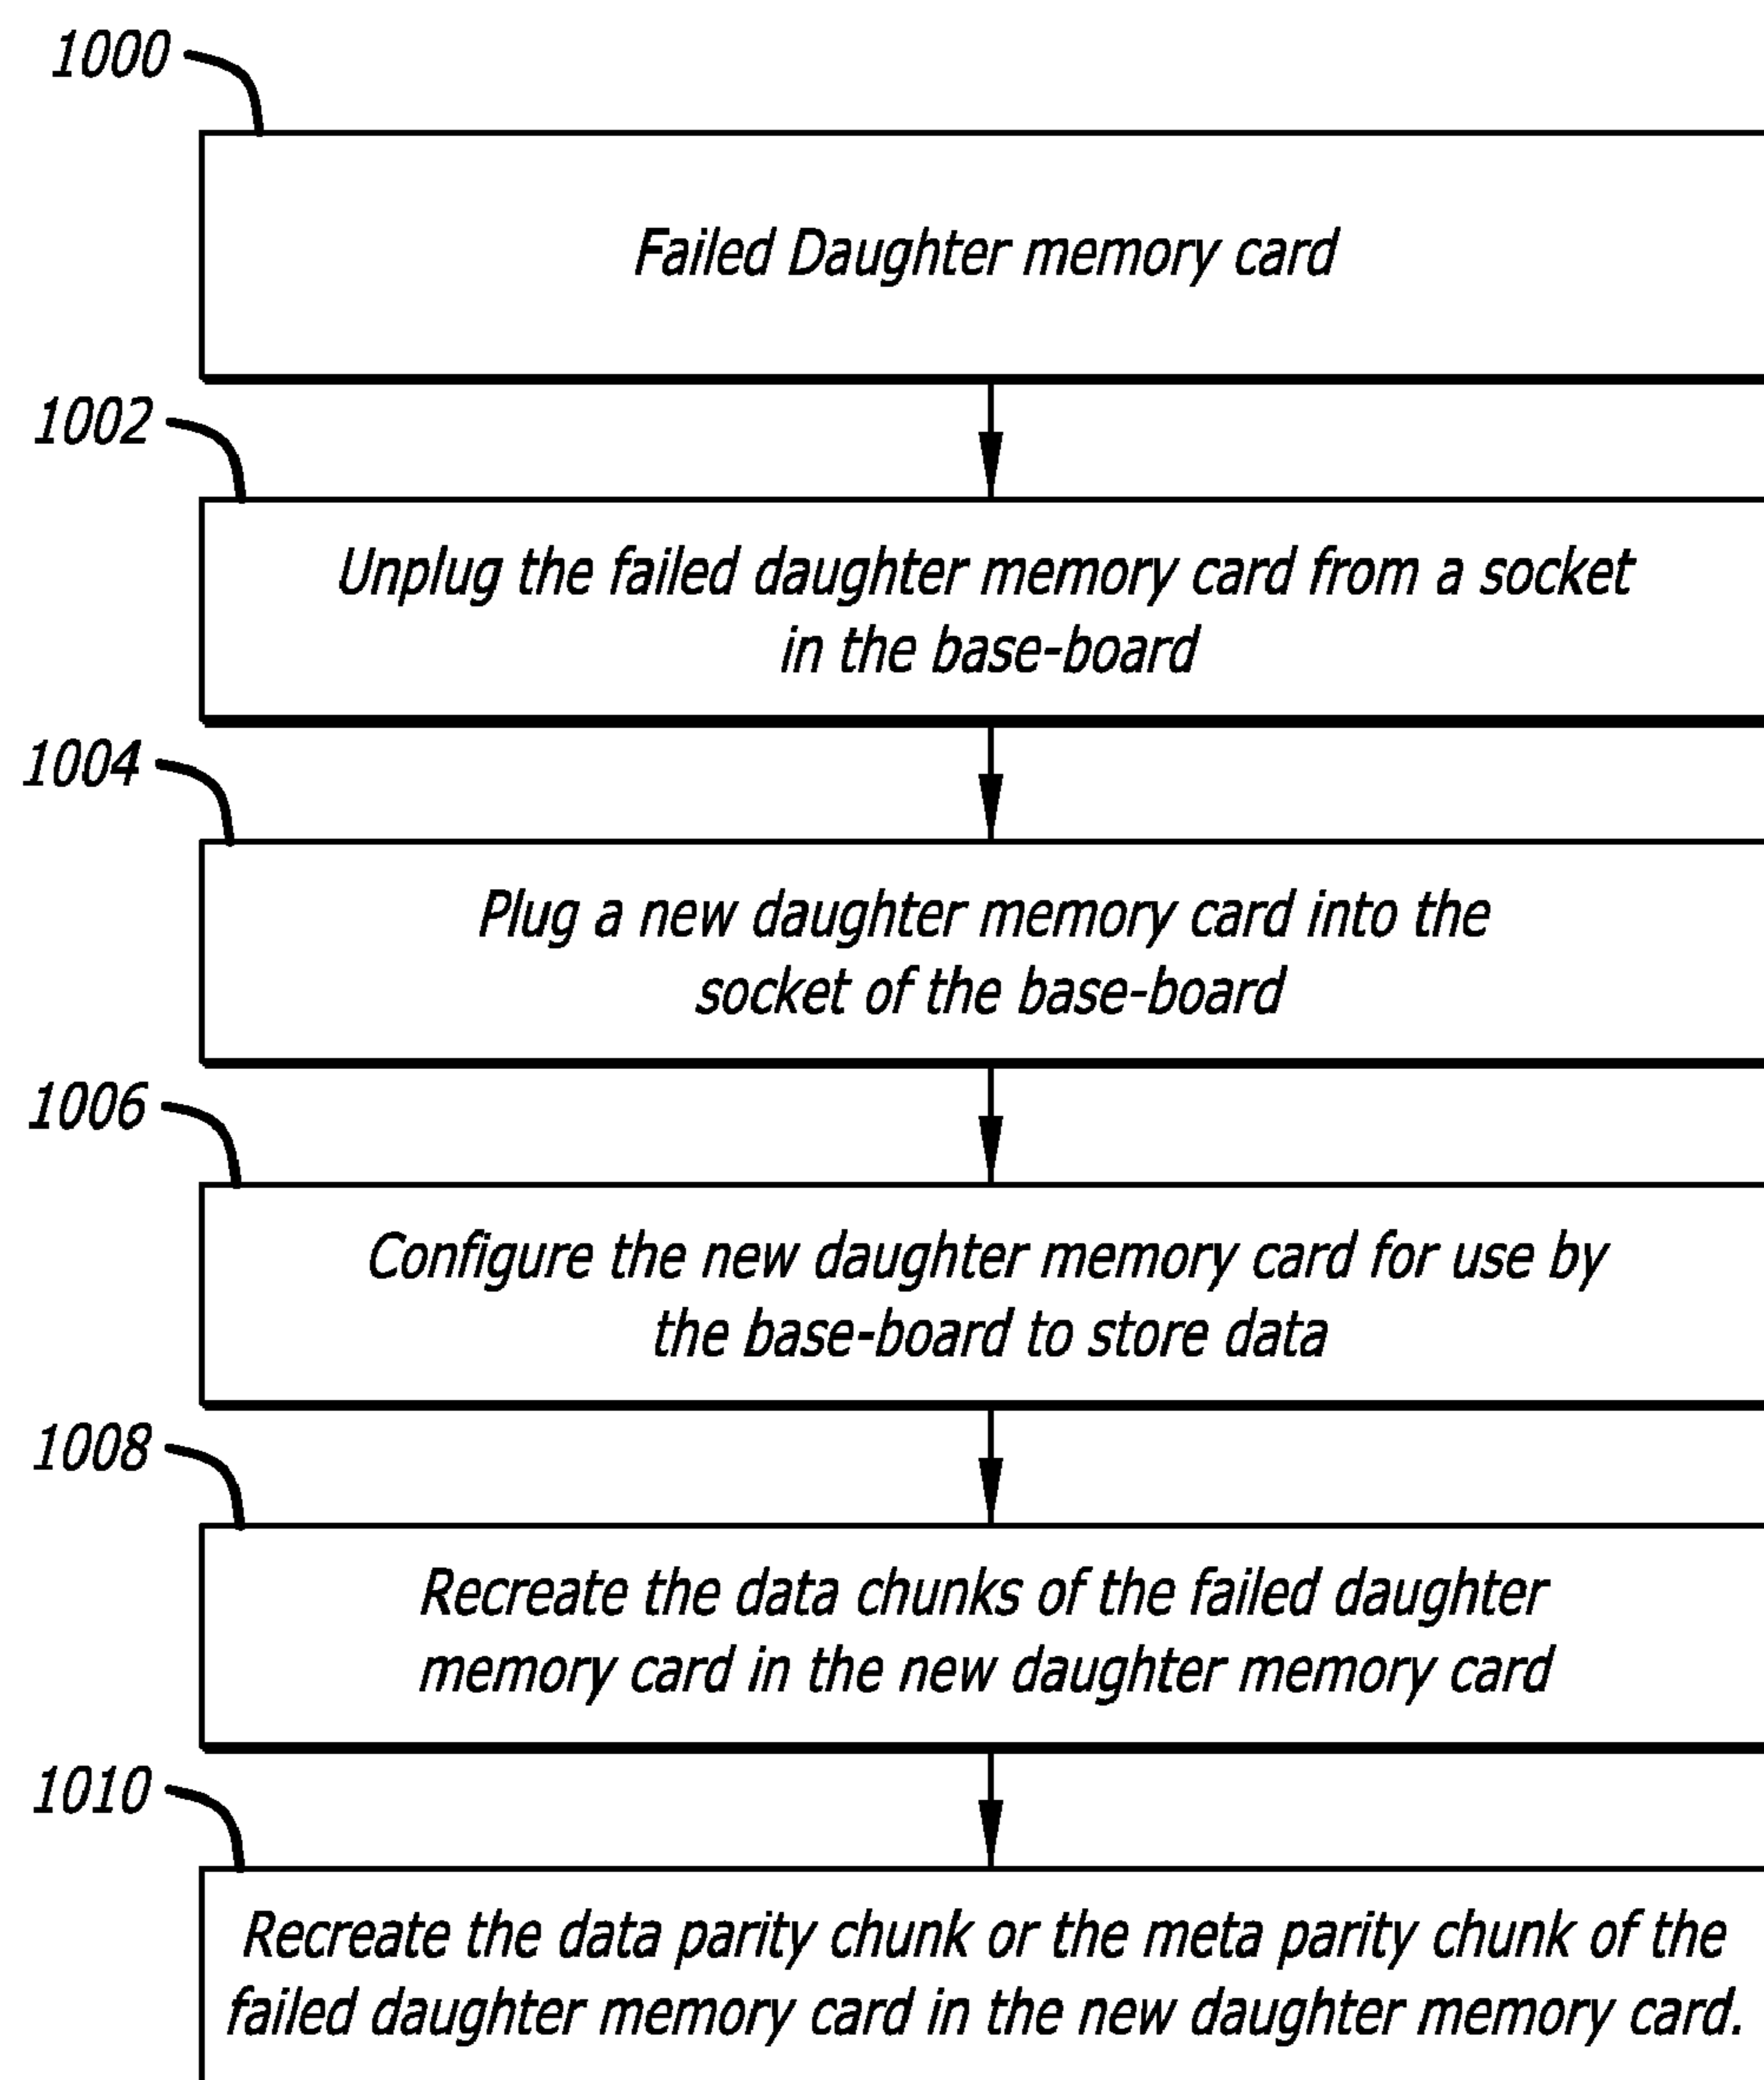 1000
Failed Daughter memory card
1002
Unplug the failed daughter memory card from a socket
in the base-board
1004
Plug a new daughter memory card into the
socket of the base-board
1006
Configure the new daughter memory card for use by
the base-board to store data
1008
Recreate the data chunks of the failed daughter
memory card in the new daughter memory card
1010
Recreate the data parity chunk or the meta parity chunk of the
failed daughter memory card in the new daughter memory card.